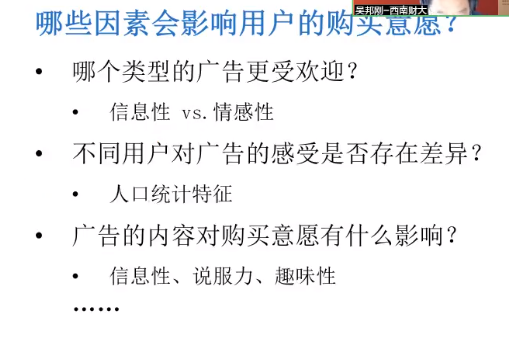 吴邦刚-西南财大
哪些因素会影响用户的购买意愿？
• 哪个类型的广告更受欢迎？
• 信息性 vs.情感性
• 不同用户对广告的感受是否存在差异？
• 人口统计特征
• 广告的内容对购买意愿有什么影响？
• 信息性、说服力、趣味性
……